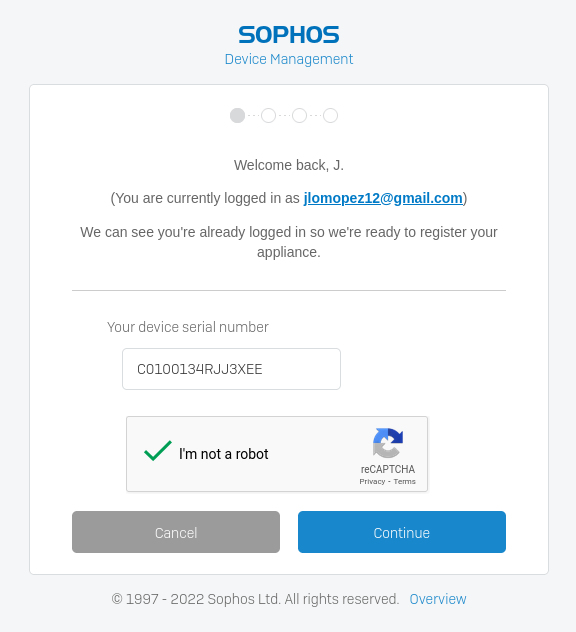 SOPHOS
Device Management
Welcome back, J.
(You are currently logged in as jlomopez12@gmail.com)
We can see you're already logged in so we're ready to register your
appliance.
Your device serial number
C0100134RJJ3XEE
I'm not a robot
reCAPTCHA
Privacy - Terms
Cancel
Continue
© 1997 - 2022 Sophos Ltd. All rights reserved. Overview